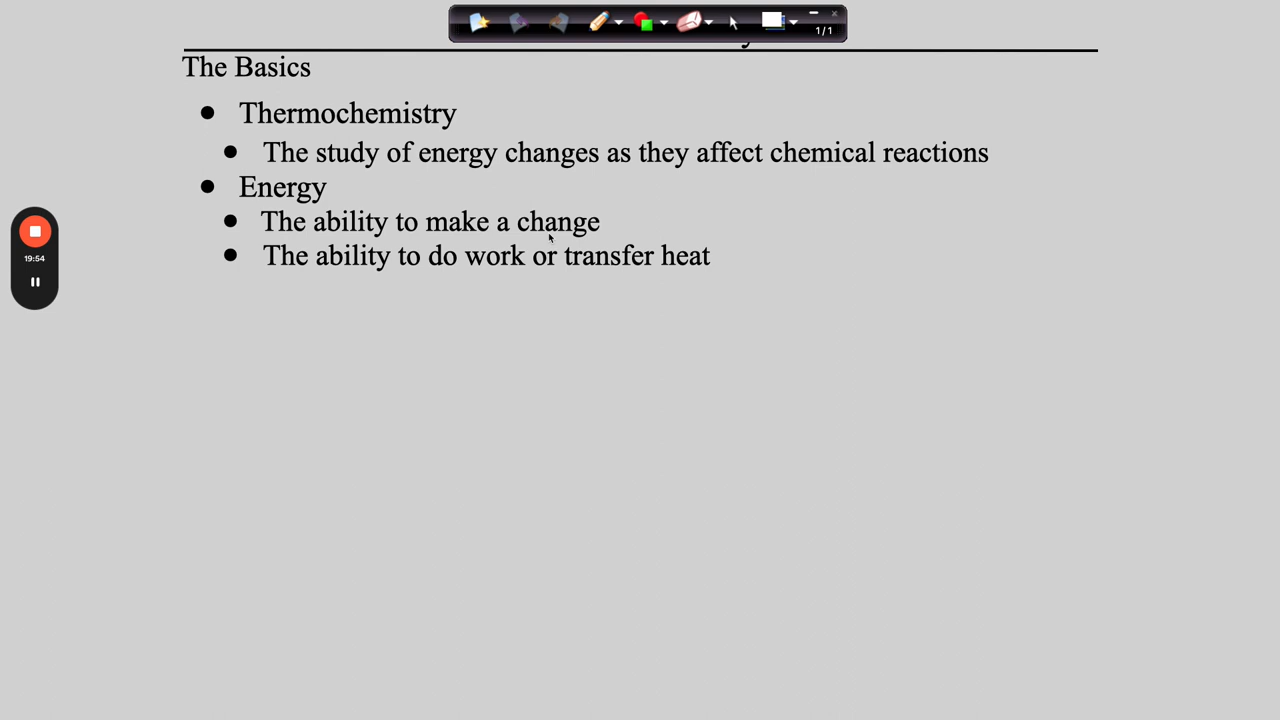 1/1
The Basics
Thermochemistry
The study of energy changes as they affect chemical reactions
Energy
The ability to make a change
The ability to do work or transfer heat
19:54